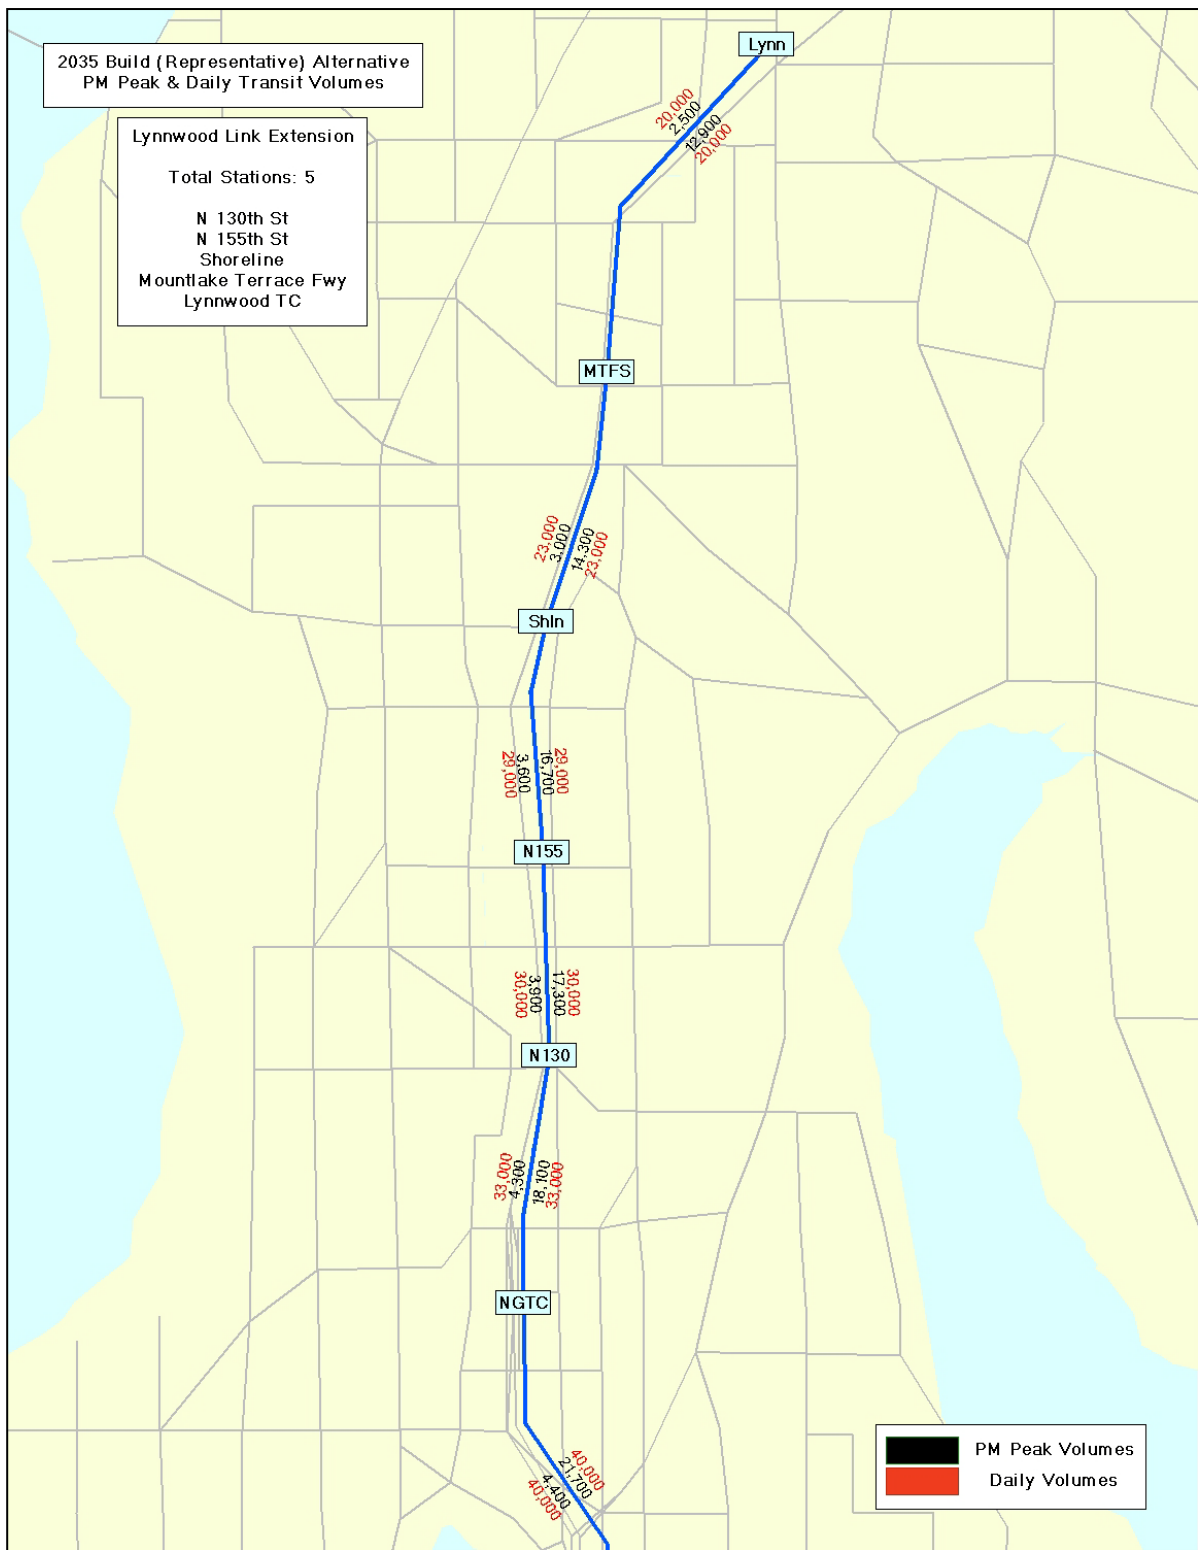 2035 Build (Representative) Alternative
PM Peak & Daily Transit Volumes
Lynnwood Link Extension
Total Stations: 5
N 130th St
N 155th St
Shoreline
Mountlake Terrace Fwy
Lynnwood TC
Lynn
20,000
2,500
12,900
20,000
MTFS
23,000
3,000
14,300
23,000
Shln
29,000
3,600
16,700
29,000
N155
30,000
3,900
17,300
30,000
N130
33,000
4,300
18,100
33,000
NGTC
40,000
21,700
4,400
40,000
PM Peak Volumes
Daily Volumes